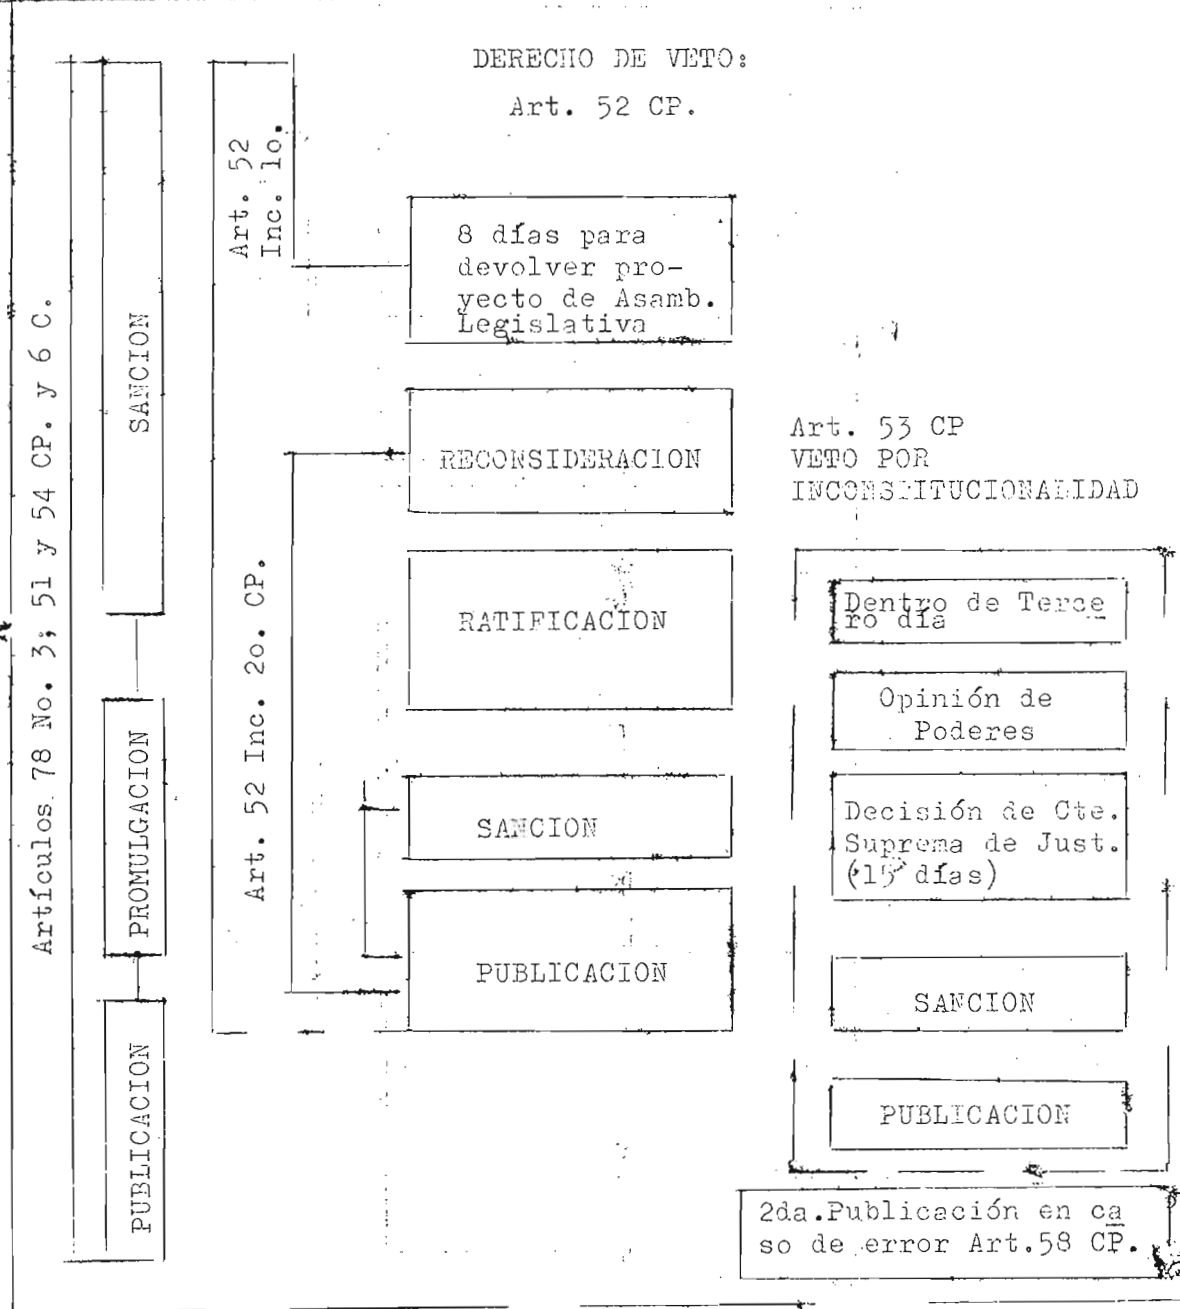 DERECHO DE VETO:
Art. 52 CP.
Artículos 78 No. 3; 51 y 54 CP. y 6 C.
SANCION
PROMULGACION
PUBLICACION
Art. 52
Inc. 1o.
Art. 52 Inc. 2o. CP.
8 días para
devolver pro-
yecto de Asamb.
Legislativa
RECONSIDERACION
RATIFICACION
SANCION
PUBLICACION
Art. 53 CP
VETO POR
INCONSTITUCIONALIDAD
Dentro de Terce
ro día
Opinión de
Poderes
Decisión de Cte.
Suprema de Just.
(15 días)
SANCION
PUBLICACION
2da.Publicación en ca
so de error Art.58 CP.